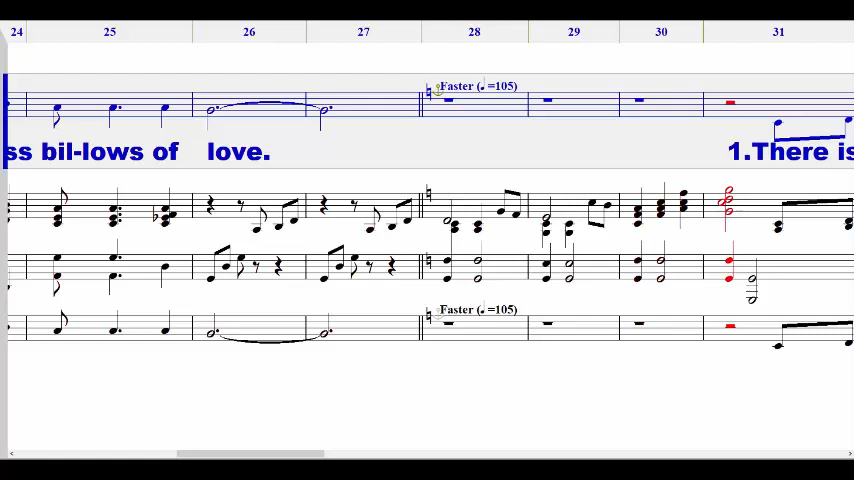 24 25 26 27 28 29 30 31
Faster (♩=105)
ss bil-lows of love. 1.There is
Faster (♩=105)